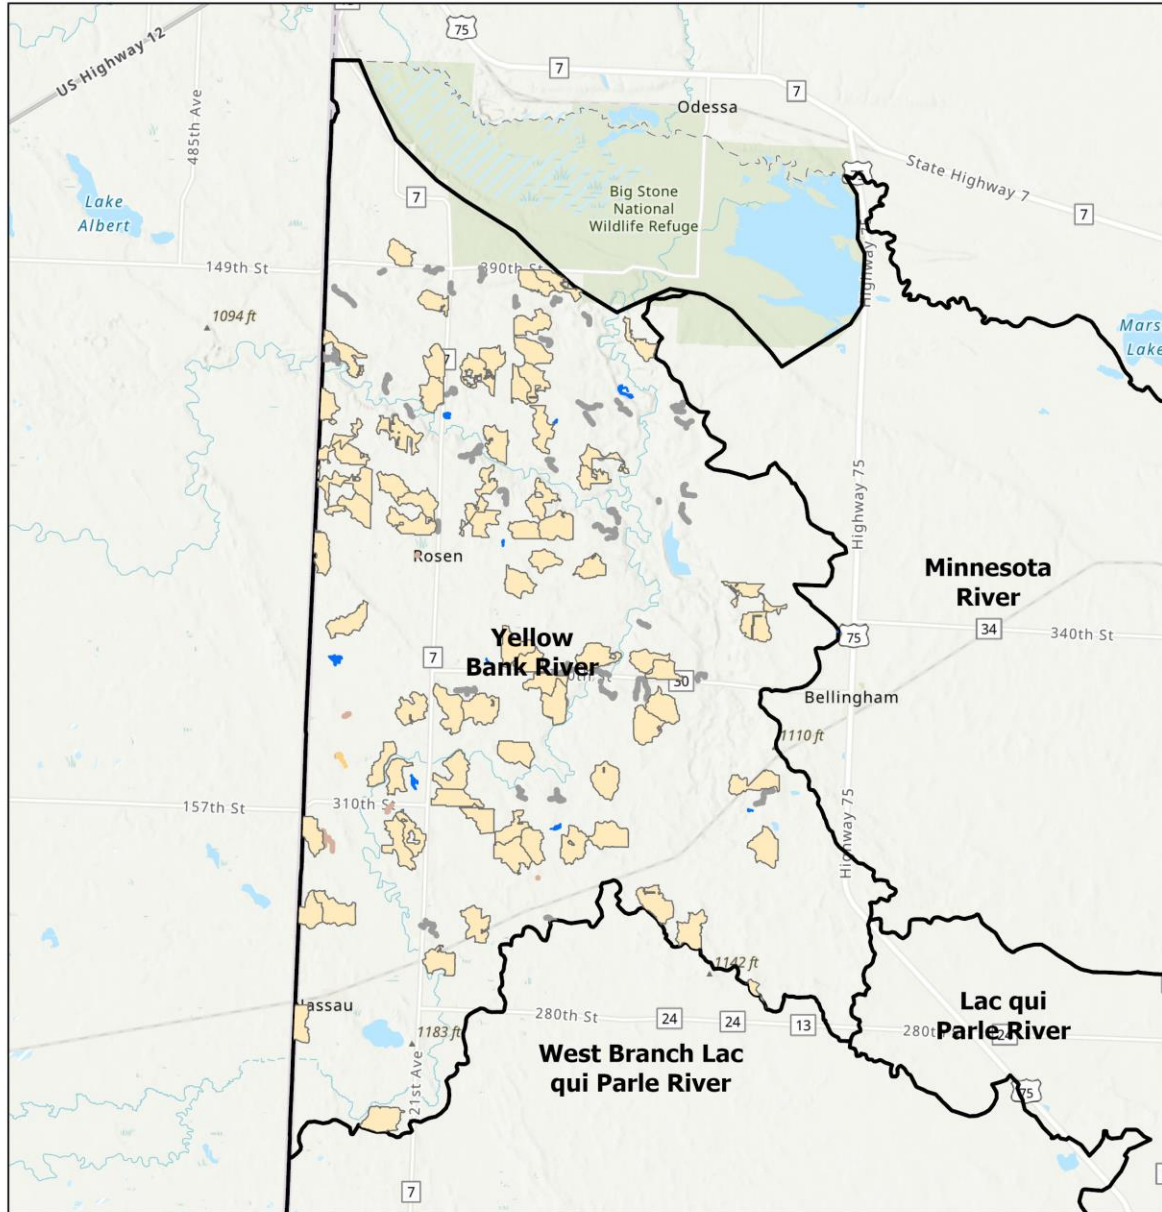 75
US Highway 12
7
7
Odessa
485th Ave
State Highway 7
Lake
Albert
Big Stone
National
Wildlife Refuge
7
7
149th St
390th St
Highway 75
1094 ft
Mars
Lake
7
Highway 75
Rosen
Minnesota
River
34
340th St
75
Yellow
Bank River
7
30
Bellingham
1110 ft
157th St
310th S
Highway 75
1142 ft
assau
280th St
24
24
13
Lac qui
Parle River
280th
24
1183 ft
West Branch Lac
qui Parle River
21st Ave
75
7